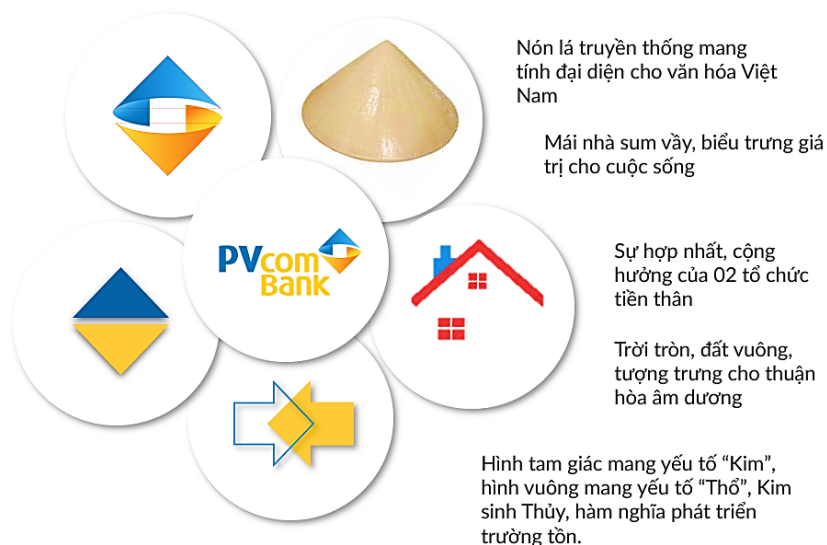 Nón lá truyền thống mang
tính đại diện cho văn hóa Việt
Nam
Mái nhà sum vầy, biểu trưng giá
trị cho cuộc sống
PVcom
Bank
Sự hợp nhất, cộng
hưởng của 02 tổ chức
tiền thân
Trời tròn, đất vuông,
tượng trưng cho thuận
hòa âm dương
Hình tam giác mang yếu tố “Kim”,
hình vuông mang yếu tố “Thổ”, Kim
sinh Thủy, hàm nghĩa phát triển
trường tồn.